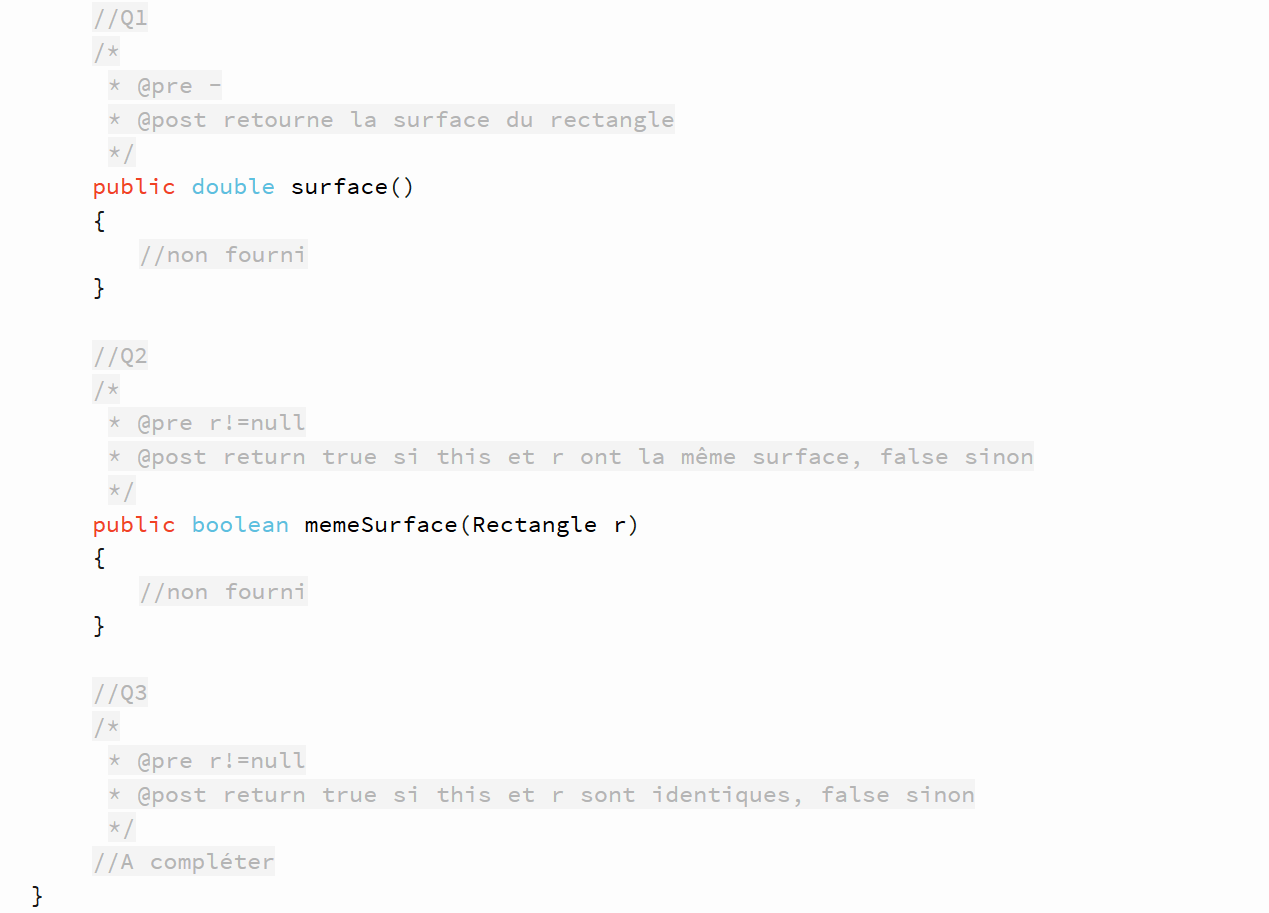 //Q1
/*
* @pre -
* @post retourne la surface du rectangle
*/
public double surface()
{
//non fourni
}
//Q2
/*
* @pre r!=null
* @post return true si this et r ont la même surface, false sinon
*/
public boolean memeSurface(Rectangle r)
{
//non fourni
}
//Q3
/*
* @pre r!=null
* @post return true si this et r sont identiques, false sinon
*/
//A compléter
}